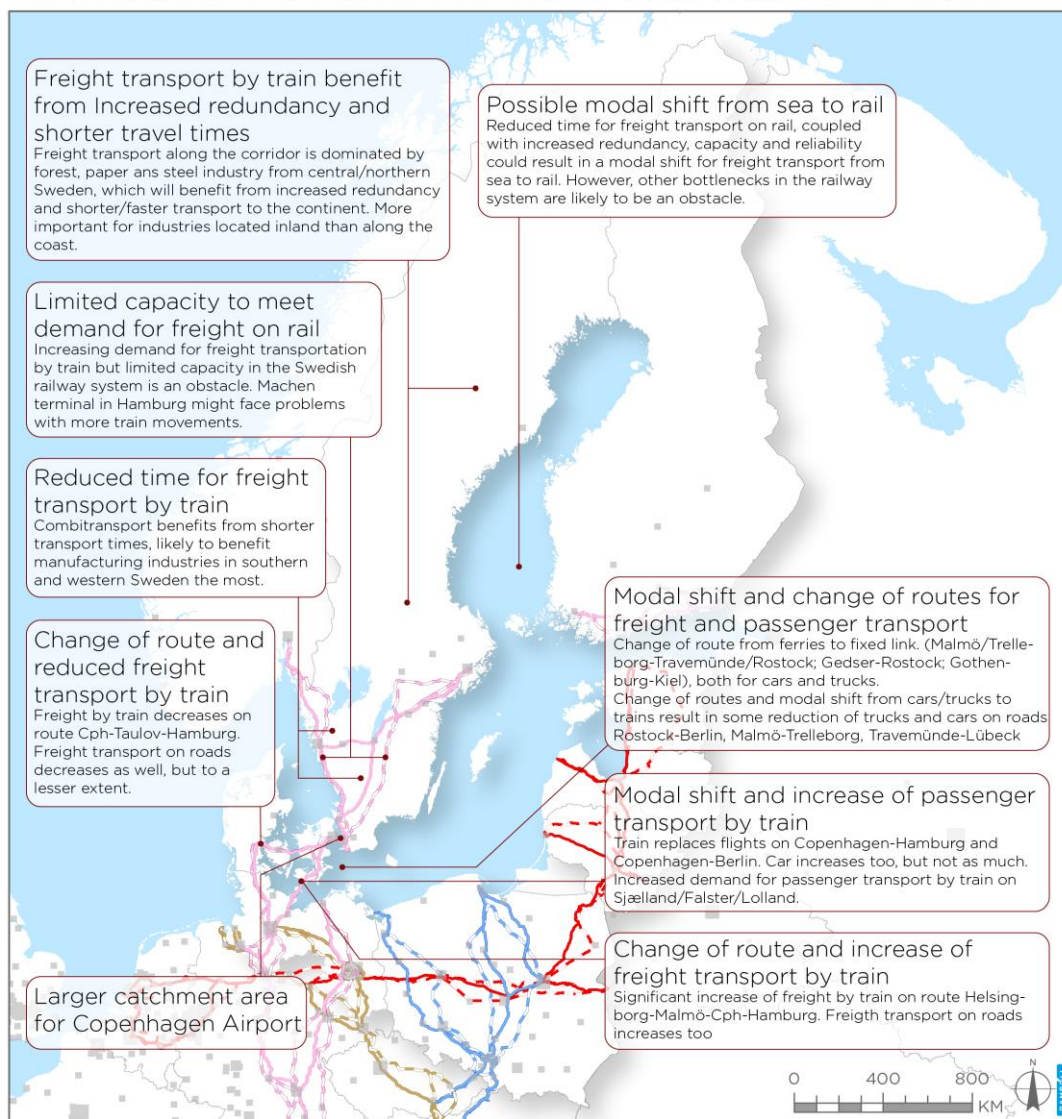 Freight transport by train benefit
from Increased redundancy and
shorter travel times
Freight transport along the corridor is dominated by
forest, paper ans steel industry from central/northern
Sweden, which will benefit from increased redundancy
and shorter/faster transport to the continent. More
important for industries located inland than along the
coast.
Possible modal shift from sea to rail
Reduced time for freight transport on rail, coupled
with increased redundancy, capacity and reliability
could result in a modal shift for freight transport from
sea to rail. However, other bottlenecks in the railway
system are likely to be an obstacle.
Limited capacity to meet
demand for freight on rail
Increasing demand for freight transportation
by train but limited capacity in the Swedish
railway system is an obstacle. Machen
terminal in Hamburg might face problems
with more train movements.
Reduced time for freight
transport by train
Combitransport benefits from shorter
transport times, likely to benefit
manufacturing industries in southern
and western Sweden the most.
Change of route and
reduced freight
transport by train
Freight by train decreases on
route Cph-Taulov-Hamburg.
Freight transport on roads
decreases as well, but to a
lesser extent.
Modal shift and change of routes for
freight and passenger transport
Change of route from ferries to fixed link. (Malmö/Trelle-
borg-Travemünde/Rostock; Gedser-Rostock; Gothen-
burg-Kiel), both for cars and trucks.
Change of routes and modal shift from cars/trucks to
trains result in some reduction of trucks and cars on roads
Rostock-Berlin, Malmö-Trelleborg, Travemünde-Lübeck
Modal shift and increase of passenger
transport by train
Train replaces flights on Copenhagen-Hamburg and
Copenhagen-Berlin. Car increases too, but not as much.
Increased demand for passenger transport by train on
Sjælland/Falster/Lolland.
Change of route and increase of
freight transport by train
Significant increase of freight by train on route Helsing-
borg-Malmö-Cph-Hamburg. Freigth transport on roads
increases too
Larger catchment area
for Copenhagen Airport
N
0 400 800
KM